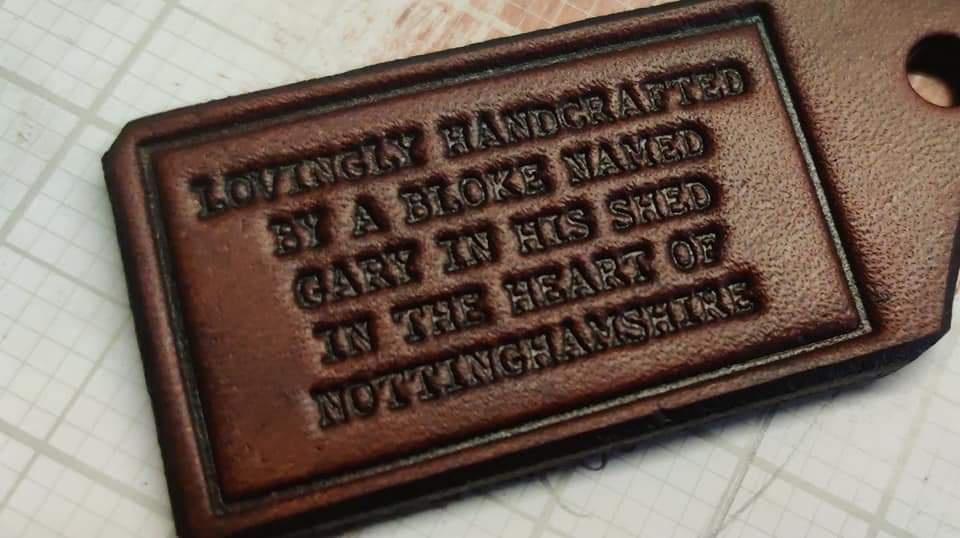 LOVINGLY HANDCRAFTED
BY A BLOKE NAMED
GARY IN HIS SHED
IN THE HEART OF
NOTTINGHAMSHIRE